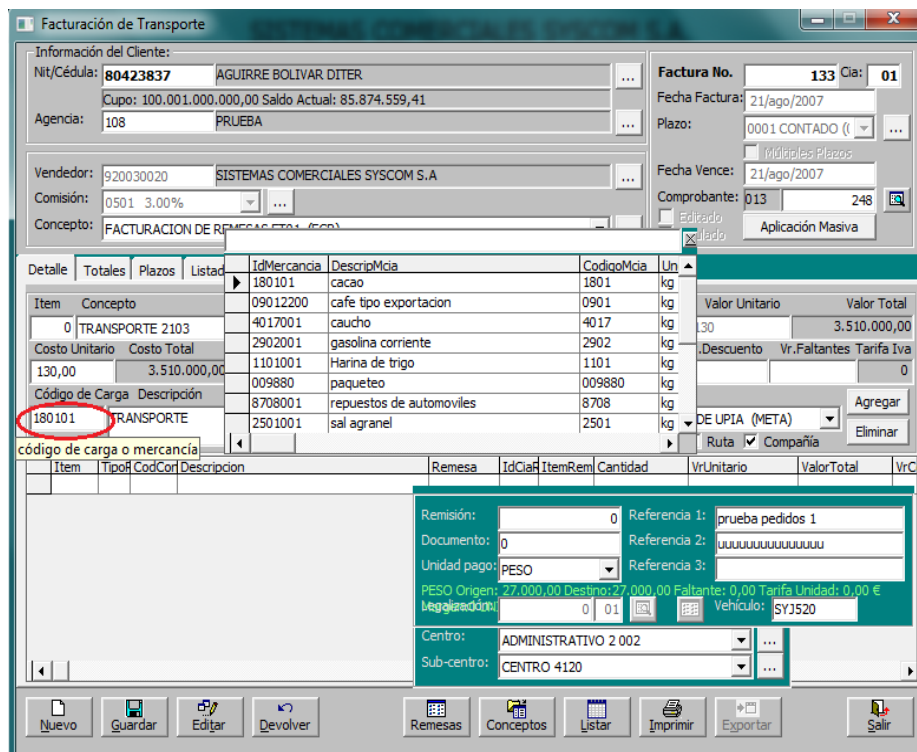 Facturación de Transporte
SISTEMAS COMERCIALES SYSCOM S.A.
Información del Cliente:
Nit/Cédula: 80423837 AGUIRRE BOLIVAR DITER ...
Cupo: 100.001.000.000,00 Saldo Actual: 85.874.559,41
Agencia: 108 PRUEBA ...
Factura No. 133 Cia: 01
Fecha Factura: 21/ago/2007
Plazo: 0001 CONTADO (( ...
Múltiples Plazos
Fecha Vence: 21/ago/2007
Comprobante: 013 248
Editado
Aplicación Masiva
Vendedor: 920030020 SISTEMAS COMERCIALES SYSCOM S.A ...
Comisión: 0501 3.00% ...
Concepto: FACTURACION DE REMESAS FT01 (FCR)
Detalle Totales Plazos Listad
IdMercancia DescripMcia CodigoMcia Un
180101 cacao 1801 kg
09012200 cafe tipo exportacion 0901 kg
4017001 caucho 4017 kg
2902001 gasolina corriente 2902 kg
1101001 Harina de trigo 1101 kg
009880 paqueteo 009880 kg
8708001 repuestos de automoviles 8708 kg
2501001 sal agranel 2501 kg
Item Concepto Valor Unitario Valor Total
0 TRANSPORTE 2103 130 3.510.000,00
Costo Unitario Costo Total .Descuento Vr.Faltantes Tarifa Iva
130,00 3.510.000,00 0
Código de Carga Descripción
180101 TRANSPORTE DE UPIA (META)
Agregar
Eliminar
Ruta Compañía
código de carga o mercancía
Item TipoR CodCon Descripcion Remesa IdCiaR ItemRem Cantidad VrUnitario ValorTotal VrC
Remisión: 0 Referencia 1: prueba pedidos 1
Documento: 0 Referencia 2: uuuuuuuuuuuuuuu
Unidad pago: PESO Referencia 3:
PESO Origen: 27.000,00 Destino:27.000,00 Faltante: 0,00 Tarifa Unidad: 0,00 €
0 01 Vehículo: SYJ520
Centro: ADMINISTRATIVO 2 002 ...
Sub-centro: CENTRO 4120 ...
Nuevo Guardar Editar Devolver Remesas Conceptos Listar Imprimir Exportar Salir